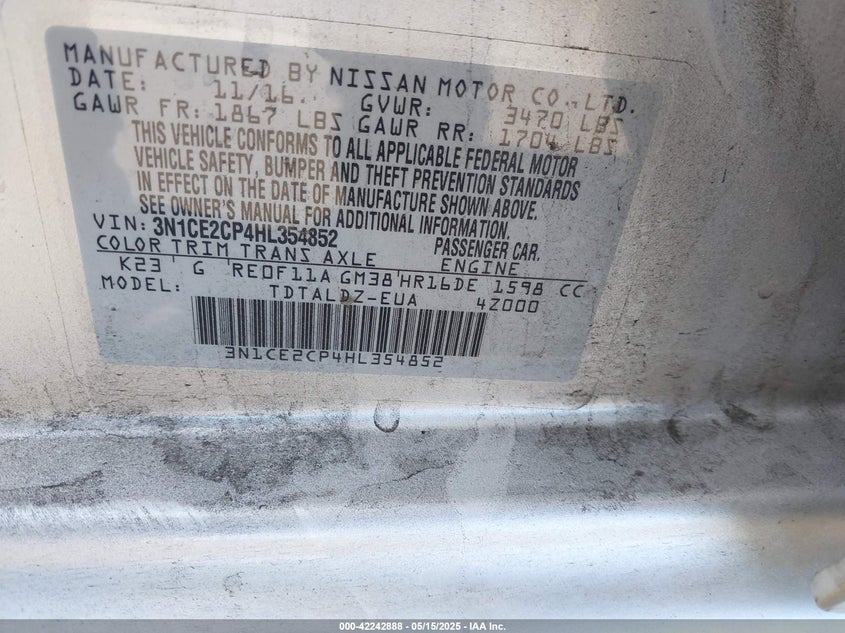 MANUFACTURED BY NISSAN MOTOR CO.,LTD.
DATE: 11/16 GVWR: 3470 LBS
GAWR FR: 1867 LBS GAWR RR: 1704 LBS
THIS VEHICLE CONFORMS TO ALL APPLICABLE FEDERAL MOTOR
VEHICLE SAFETY, BUMPER AND THEFT PREVENTION STANDARDS
IN EFFECT ON THE DATE OF MANUFACTURE SHOWN ABOVE.
SEE OWNER'S MANUAL FOR ADDITIONAL INFORMATION.
VIN: 3N1CE2CP4HL354852 PASSENGER CAR.
COLOR TRIM TRANS AXLE ENGINE
K23 G RE0F11A GM38 HR16DE 1598 CC
MODEL: TDTALDZ-EUA 4Z000
3N1CE2CP4HL354852
000-42242888 - 05/15/2025 - IAA Inc.